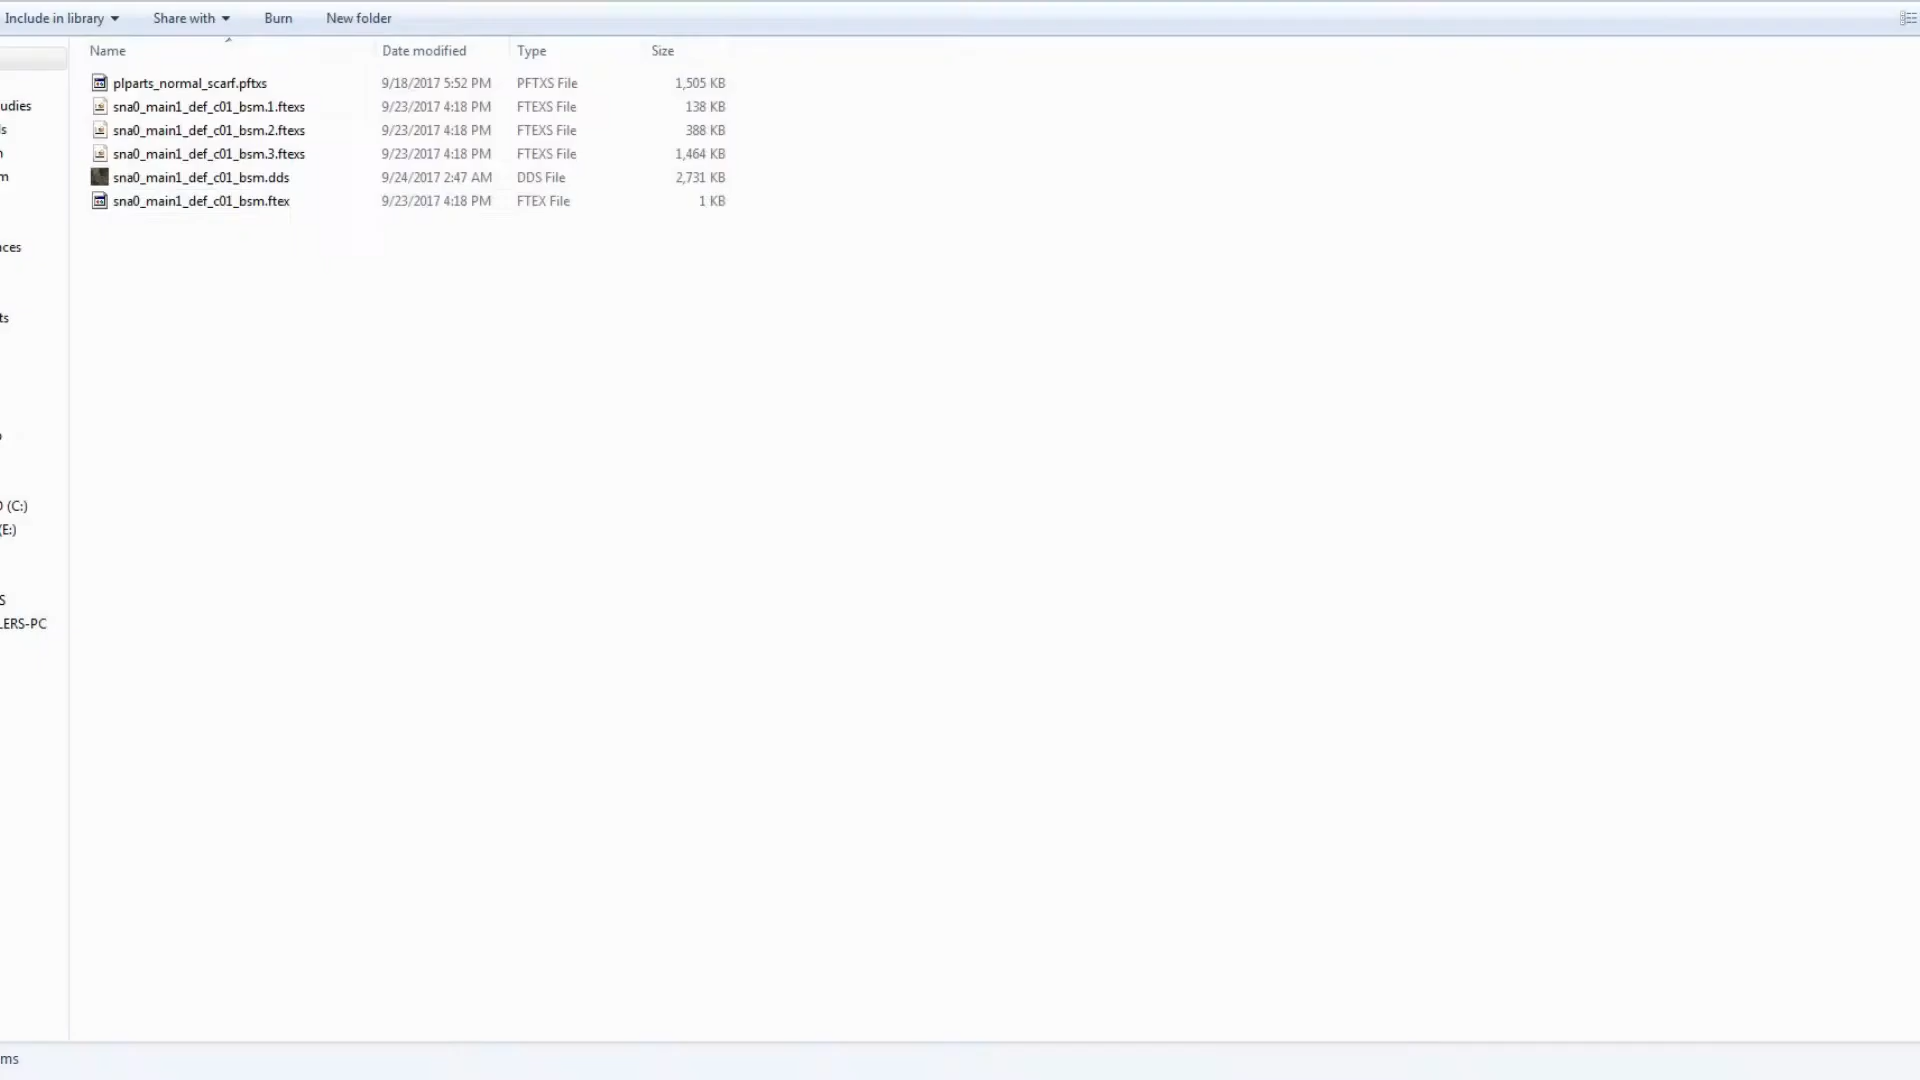 Include in library Share with Burn New folder
Name Date modified Type Size
plparts_normal_scarf.pftxs 9/18/2017 5:52 PM PFTXS File 1,505 KB
sna0_main1_def_c01_bsm.1.ftexs 9/23/2017 4:18 PM FTEXS File 138 KB
udies
sna0_main1_def_c01_bsm.2.ftexs 9/23/2017 4:18 PM FTEXS File 388 KB
ls
sna0_main1_def_c01_bsm.3.ftexs 9/23/2017 4:18 PM FTEXS File 1,464 KB
sna0_main1_def_c01_bsm.dds 9/24/2017 2:47 AM DDS File 2,731 KB
m
sna0_main1_def_c01_bsm.ftex 9/23/2017 4:18 PM FTEX File 1 KB
nces
ts
(C:)
(E:)
S
LERS-PC
ms